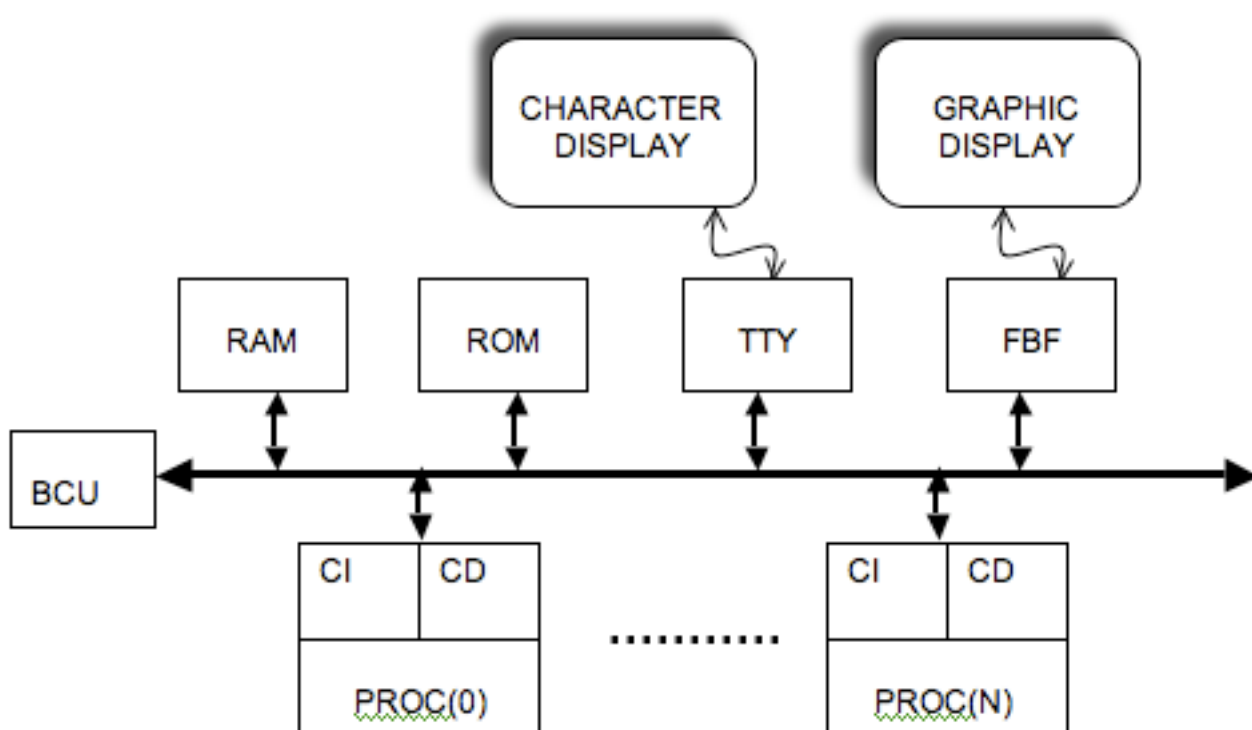 CHARACTER
DISPLAY
GRAPHIC
DISPLAY
RAM
ROM
TTY
FBF
BCU
CI
CD
CI
CD
PROC(0)
PROC(N)